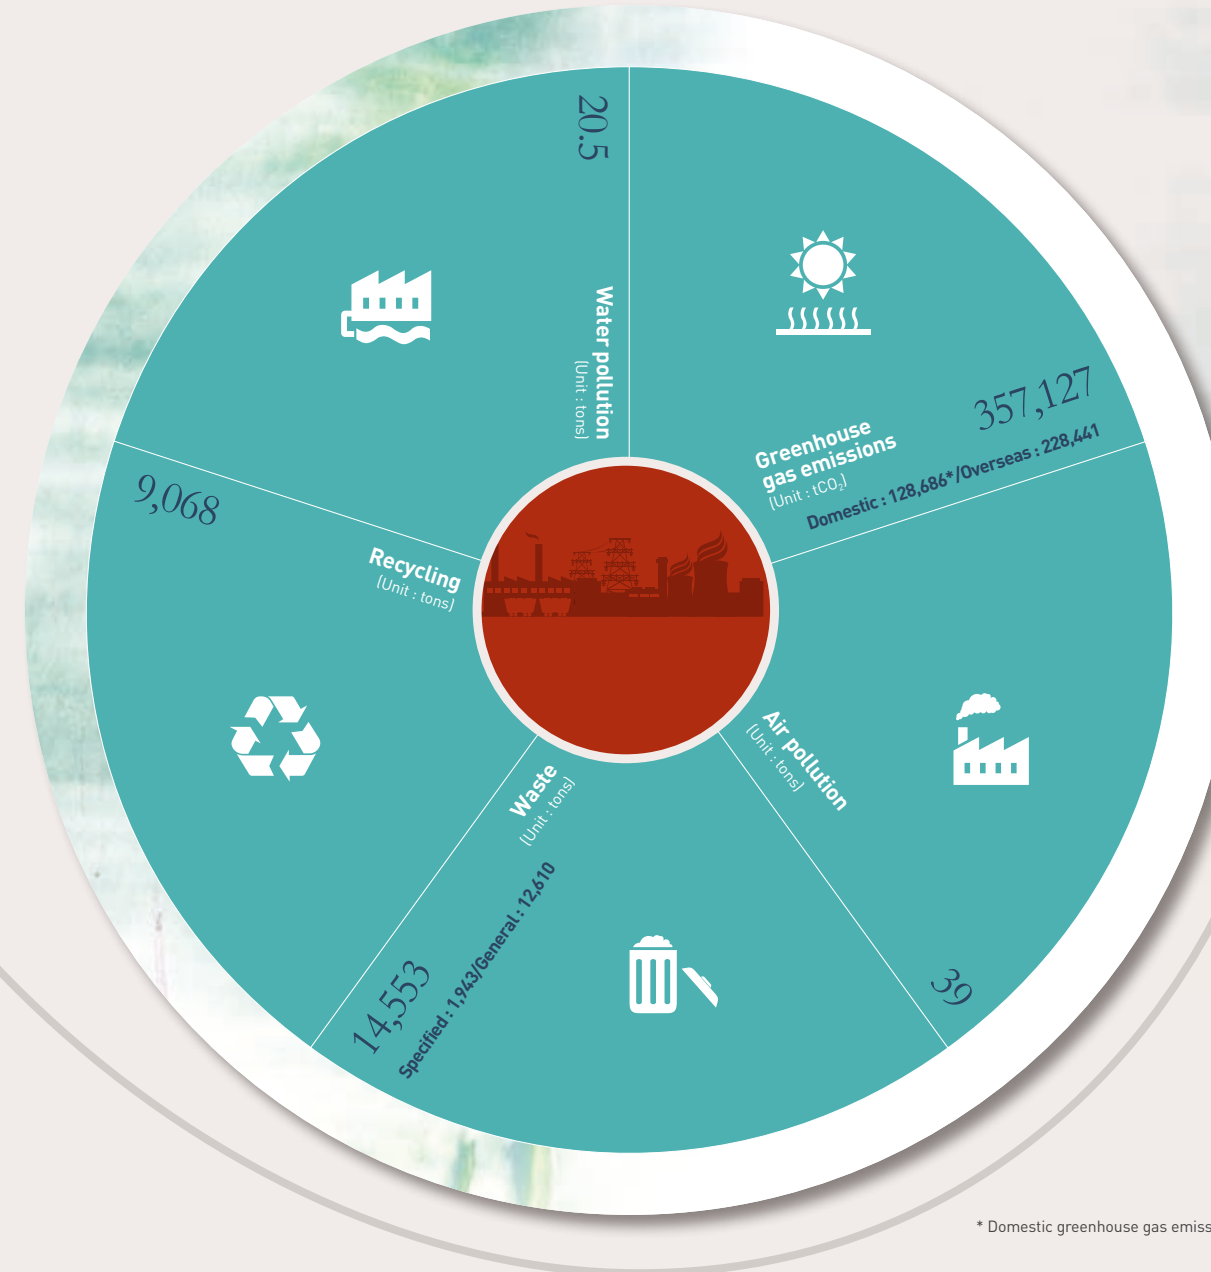 20.5
Water pollution
(Unit : tons)
Greenhouse
gas emissions
(Unit : tCO₂)
357,127
Domestic : 128,686*/Overseas : 228,441
9,068
Recycling
(Unit : tons)
Air pollution
(Unit : tons)
39
Waste
(Unit : tons)
14,553
Specified : 1,943/General : 12,610
* Domestic greenhouse gas emiss